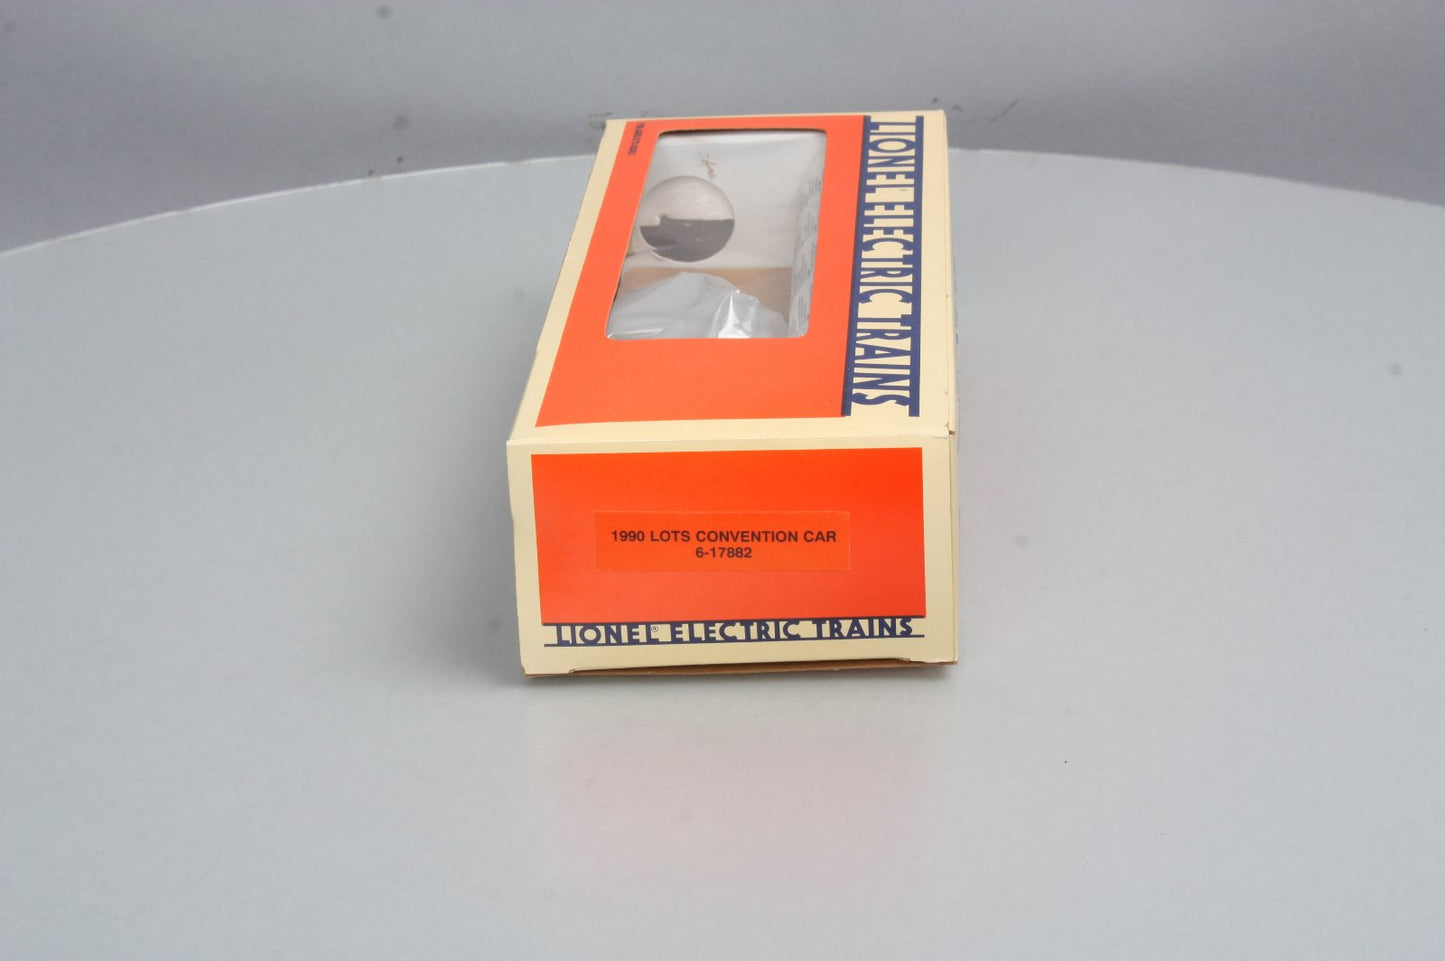 LIONEL® ELECTRIC TRAINS
1990 LOTS CONVENTION CAR
6-17882
LIONEL® ELECTRIC TRAINS